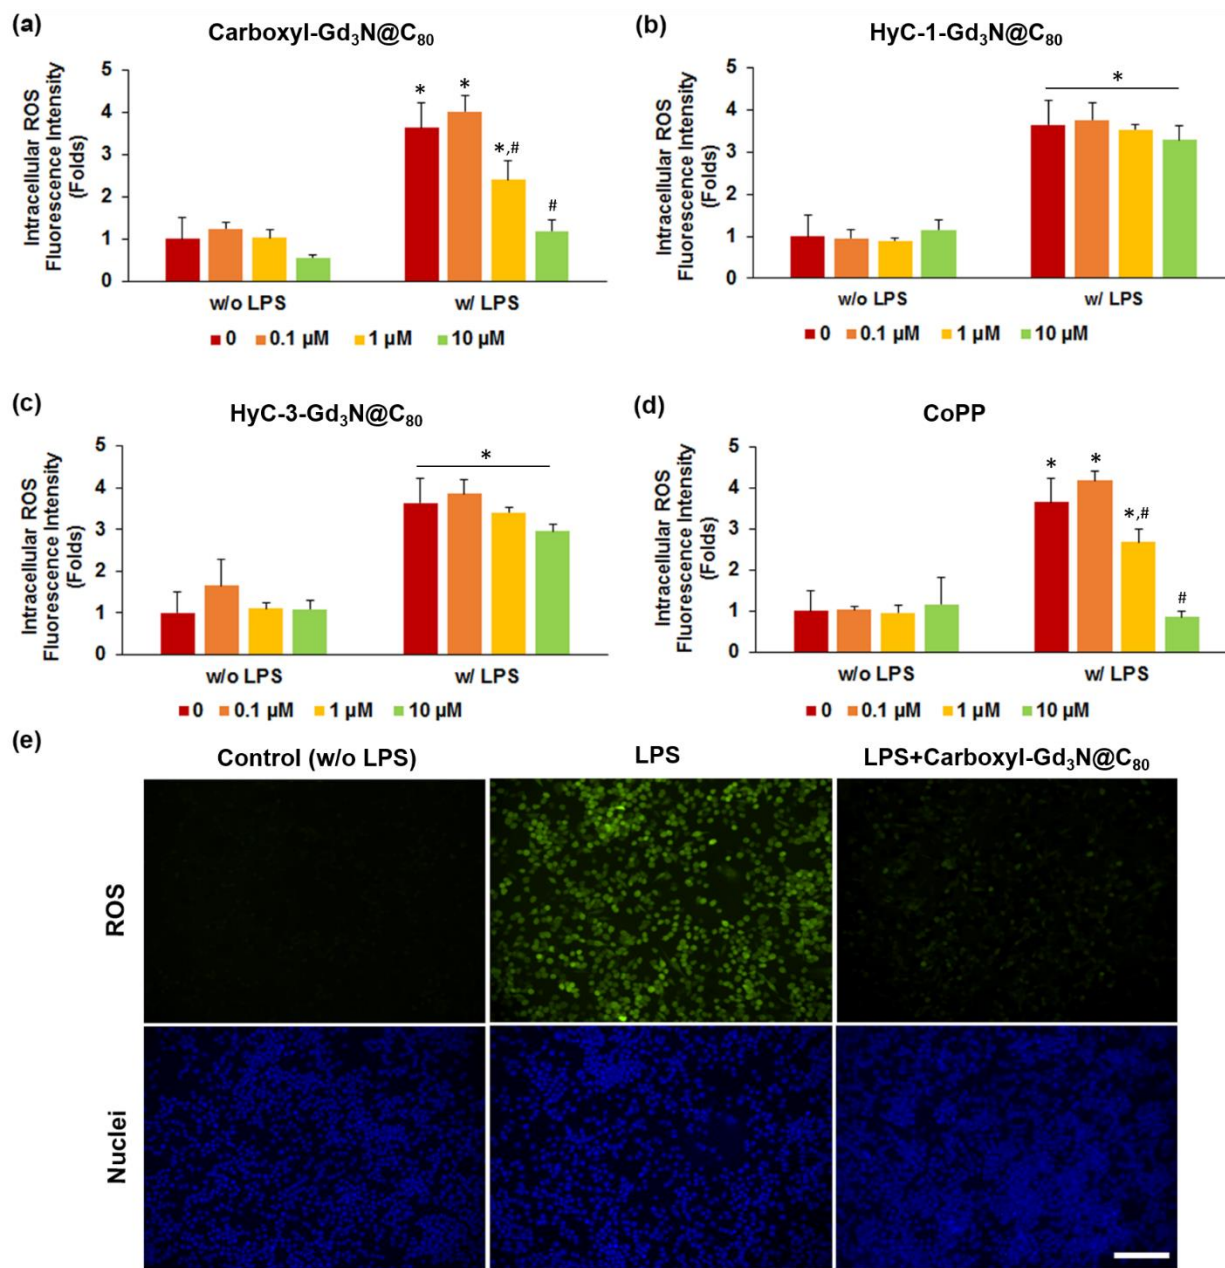 (a)
Carboxyl-Gd₃N@C₈₀
Intracellular ROS
Fluorescence Intensity
(Folds)
5
4
3
2
1
0
*
*
*,#
#
w/o LPS
w/ LPS
0
0.1 µM
1 µM
10 µM
(b)
HyC-1-Gd₃N@C₈₀
Intracellular ROS
Fluorescence Intensity
(Folds)
5
4
3
2
1
0
*
w/o LPS
w/ LPS
0
0.1 µM
1 µM
10 µM
(c)
HyC-3-Gd₃N@C₈₀
Intracellular ROS
Fluorescence Intensity
(Folds)
5
4
3
2
1
0
*
w/o LPS
w/ LPS
0
0.1 µM
1 µM
10 µM
(d)
CoPP
Intracellular ROS
Fluorescence Intensity
(Folds)
5
4
3
2
1
0
*
*
*,#
#
w/o LPS
w/ LPS
0
0.1 µM
1 µM
10 µM
(e)
Control (w/o LPS)
LPS
LPS+Carboxyl-Gd₃N@C₈₀
ROS
Nuclei